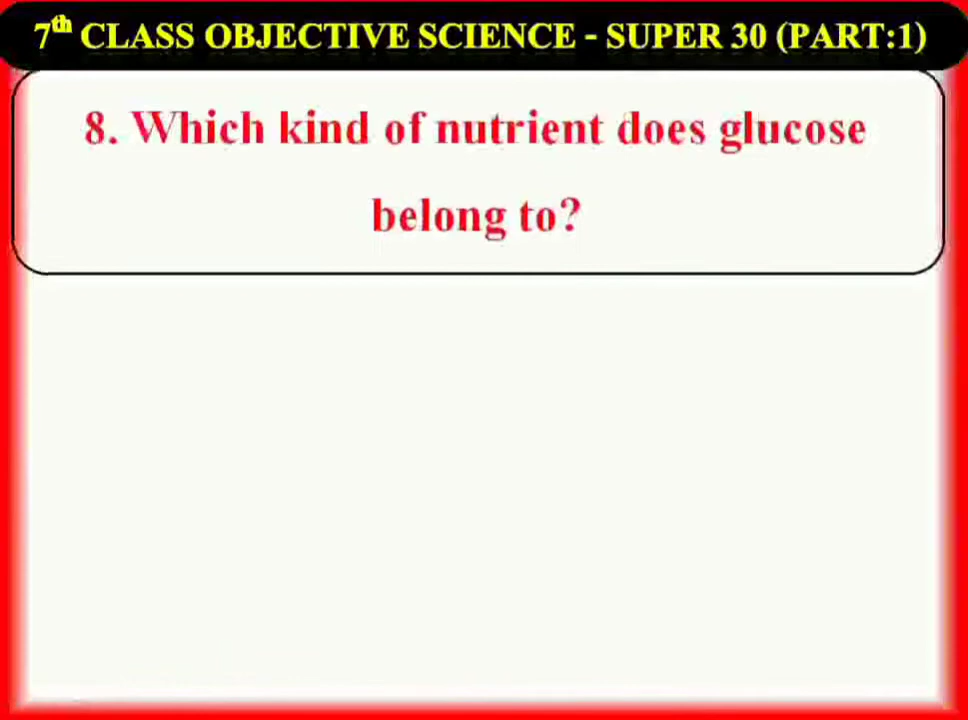 7th CLASS OBJECTIVE SCIENCE - SUPER 30 (PART:1)
8. Which kind of nutrient does glucose
belong to?